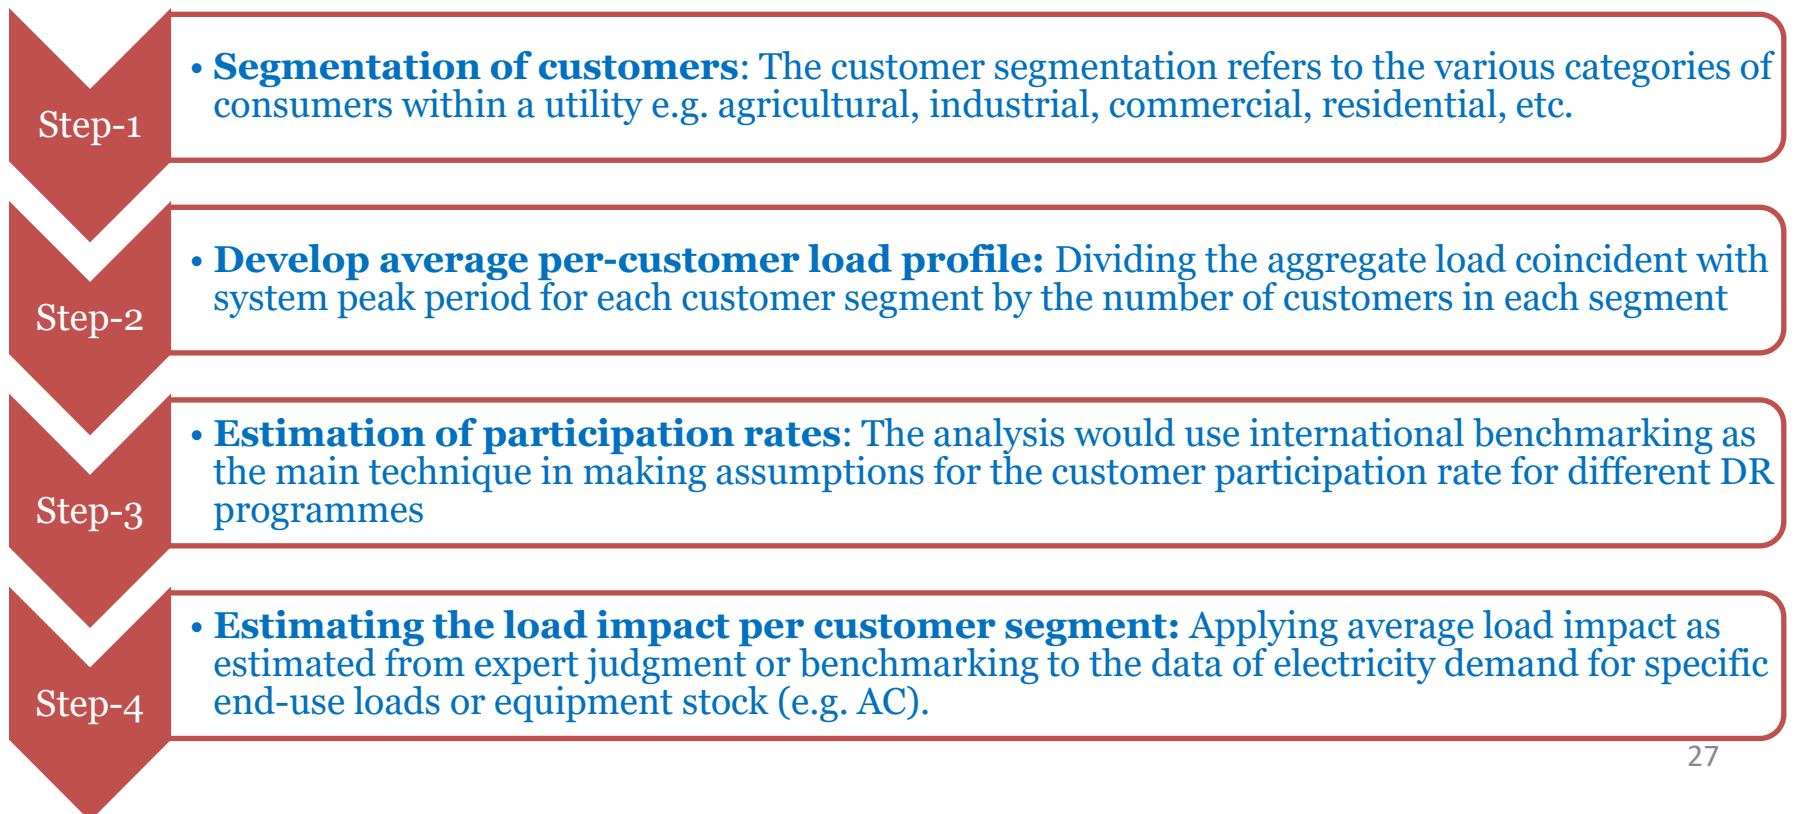 Step-1
• Segmentation of customers: The customer segmentation refers to the various categories of
consumers within a utility e.g. agricultural, industrial, commercial, residential, etc.
Step-2
• Develop average per-customer load profile: Dividing the aggregate load coincident with
system peak period for each customer segment by the number of customers in each segment
Step-3
• Estimation of participation rates: The analysis would use international benchmarking as
the main technique in making assumptions for the customer participation rate for different DR
programmes
Step-4
• Estimating the load impact per customer segment: Applying average load impact as
estimated from expert judgment or benchmarking to the data of electricity demand for specific
end-use loads or equipment stock (e.g. AC).
27